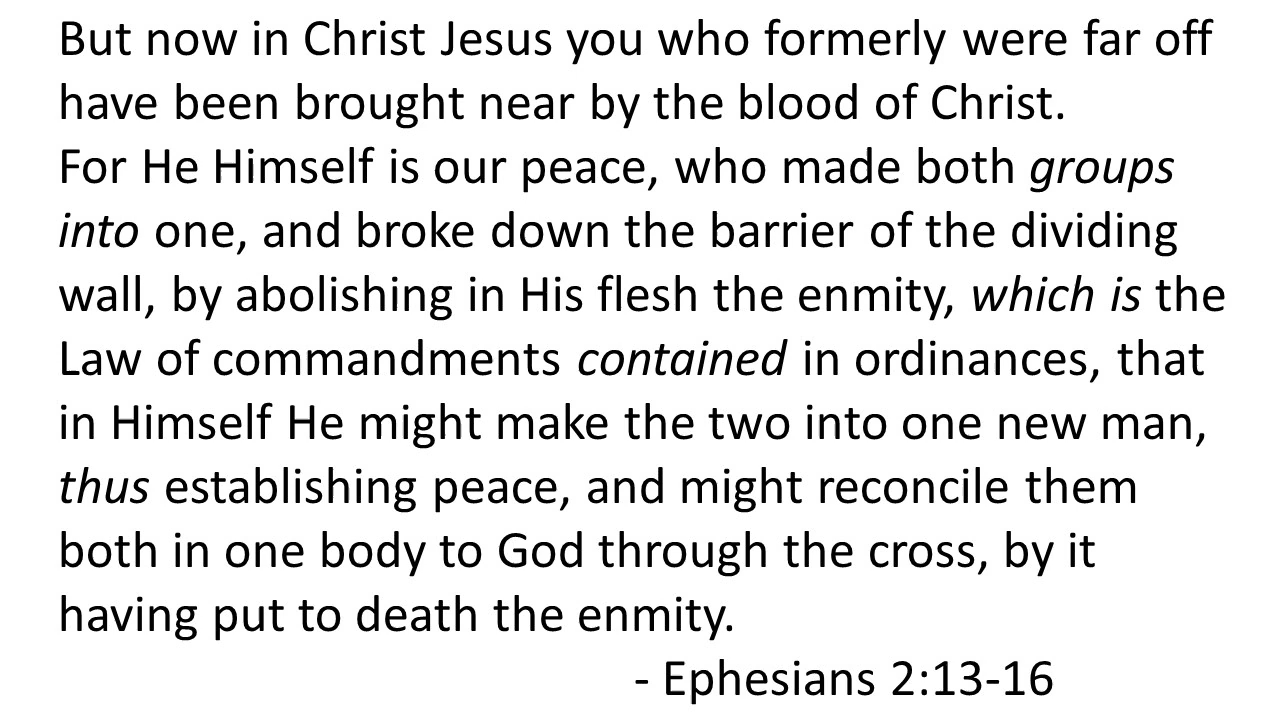 But now in Christ Jesus you who formerly were far off
have been brought near by the blood of Christ.
For He Himself is our peace, who made both groups
into one, and broke down the barrier of the dividing
wall, by abolishing in His flesh the enmity, which is the
Law of commandments contained in ordinances, that
in Himself He might make the two into one new man,
thus establishing peace, and might reconcile them
both in one body to God through the cross, by it
having put to death the enmity.
- Ephesians 2:13-16